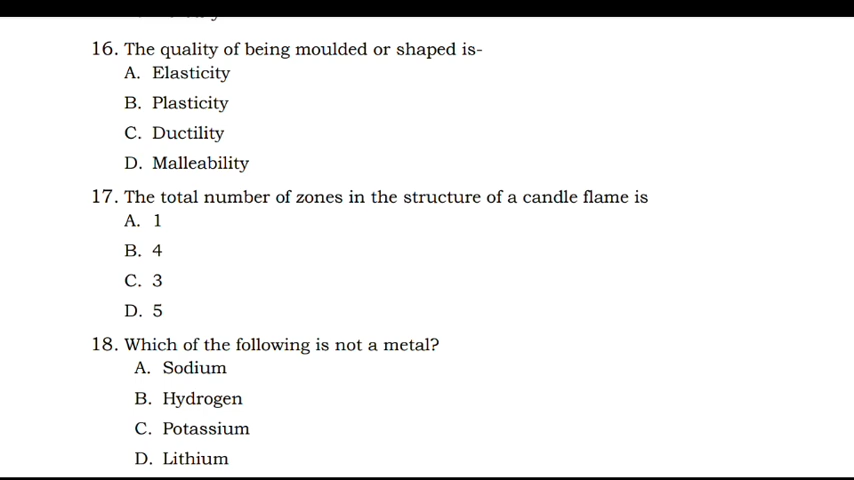 16. The quality of being moulded or shaped is-
A. Elasticity
B. Plasticity
C. Ductility
D. Malleability
17. The total number of zones in the structure of a candle flame is
A. 1
B. 4
C. 3
D. 5
18. Which of the following is not a metal?
A. Sodium
B. Hydrogen
C. Potassium
D. Lithium